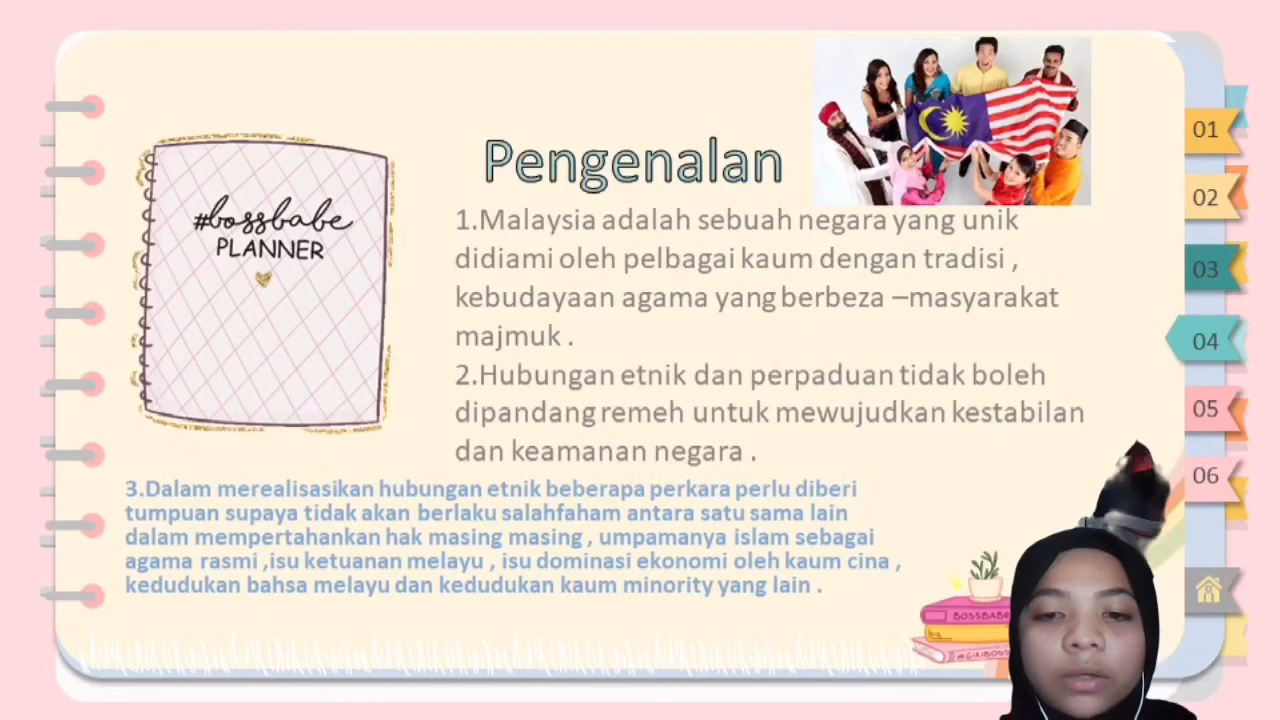 Pengenalan
1.Malaysia adalah sebuah negara yang unik
didiami oleh pelbagai kaum dengan tradisi ,
kebudayaan agama yang berbeza –masyarakat
majmuk .
2.Hubungan etnik dan perpaduan tidak boleh
dipandang remeh untuk mewujudkan kestabilan
dan keamanan negara .
3.Dalam merealisasikan hubungan etnik beberapa perkara perlu diberi
tumpuan supaya tidak akan berlaku salahfaham antara satu sama lain
dalam mempertahankan hak masing masing , umpamanya islam sebagai
agama rasmi ,isu ketuanan melayu , isu dominasi ekonomi oleh kaum cina ,
kedudukan bahsa melayu dan kedudukan kaum minority yang lain .
#bossbabe
PLANNER
01
02
03
04
05
06
BOSSBABE
#GIRLBOSS